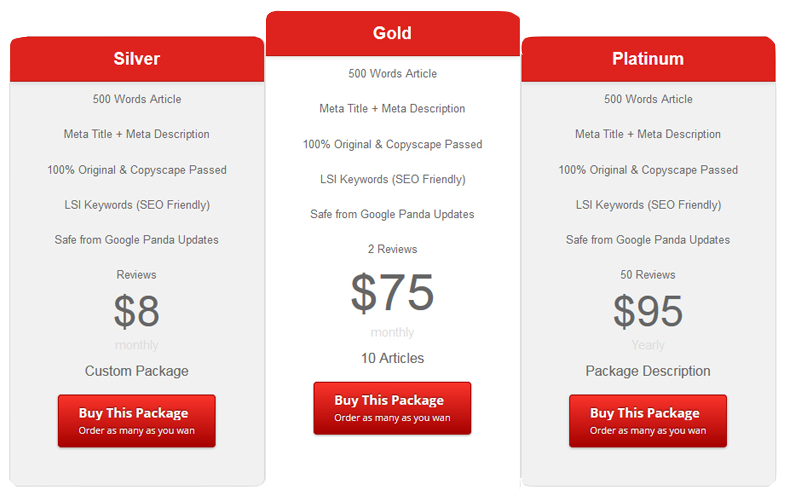 Silver
500 Words Article
Meta Title + Meta Description
100% Original & Copyscape Passed
LSI Keywords (SEO Friendly)
Safe from Google Panda Updates
Reviews
$8
monthly
Custom Package
Buy This Package
Order as many as you wan
Gold
500 Words Article
Meta Title + Meta Description
100% Original & Copyscape Passed
LSI Keywords (SEO Friendly)
Safe from Google Panda Updates
2 Reviews
$75
monthly
10 Articles
Buy This Package
Order as many as you wan
Platinum
500 Words Article
Meta Title + Meta Description
100% Original & Copyscape Passed
LSI Keywords (SEO Friendly)
Safe from Google Panda Updates
50 Reviews
$95
Yearly
Package Description
Buy This Package
Order as many as you wan